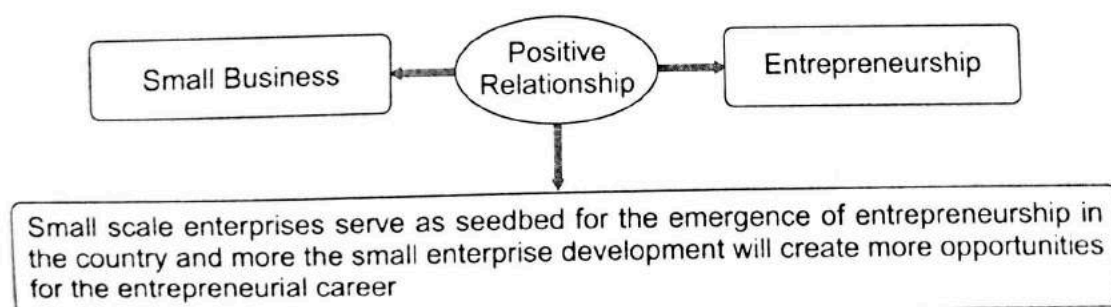 Small Business
Positive
Relationship
Entrepreneurship
Small scale enterprises serve as seedbed for the emergence of entrepreneurship in
the country and more the small enterprise development will create more opportunities
for the entrepreneurial career